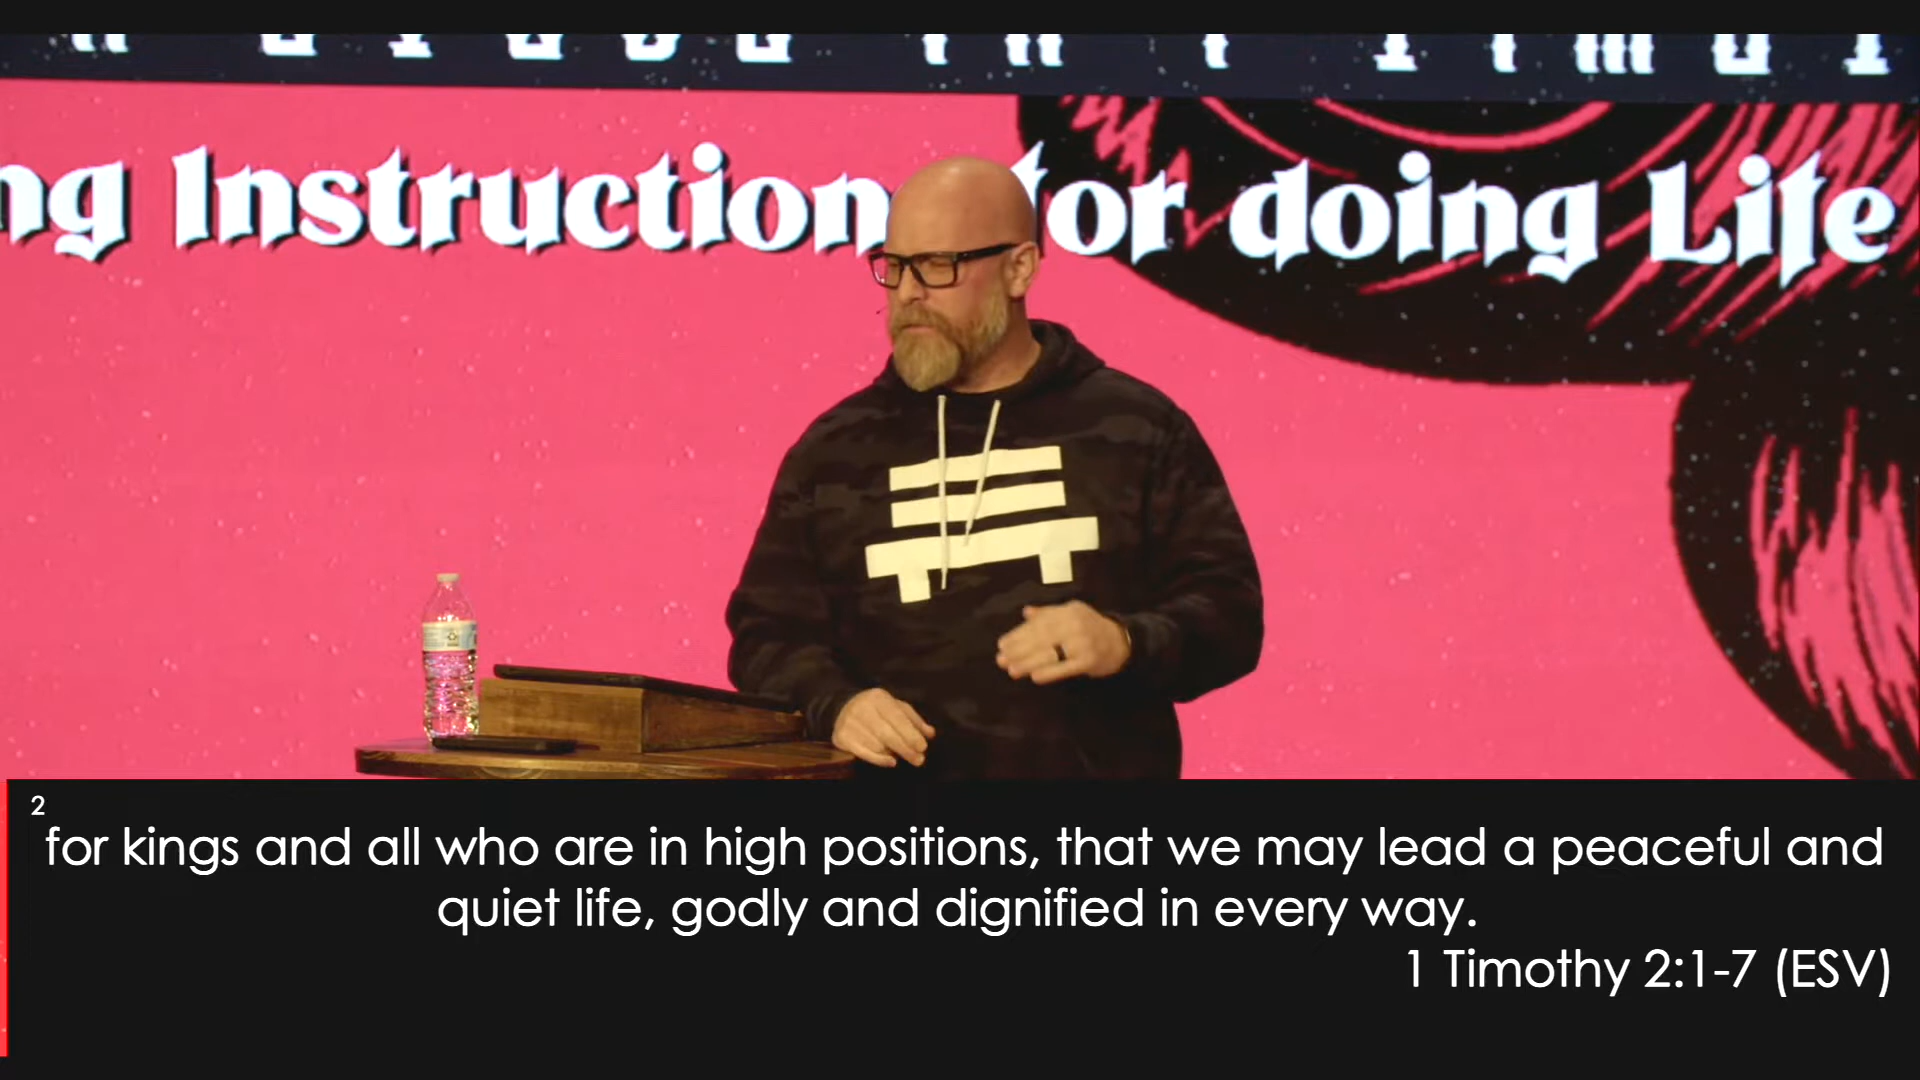 ng Instruction for doing Life
2
for kings and all who are in high positions, that we may lead a peaceful and
quiet life, godly and dignified in every way.
1 Timothy 2:1-7 (ESV)